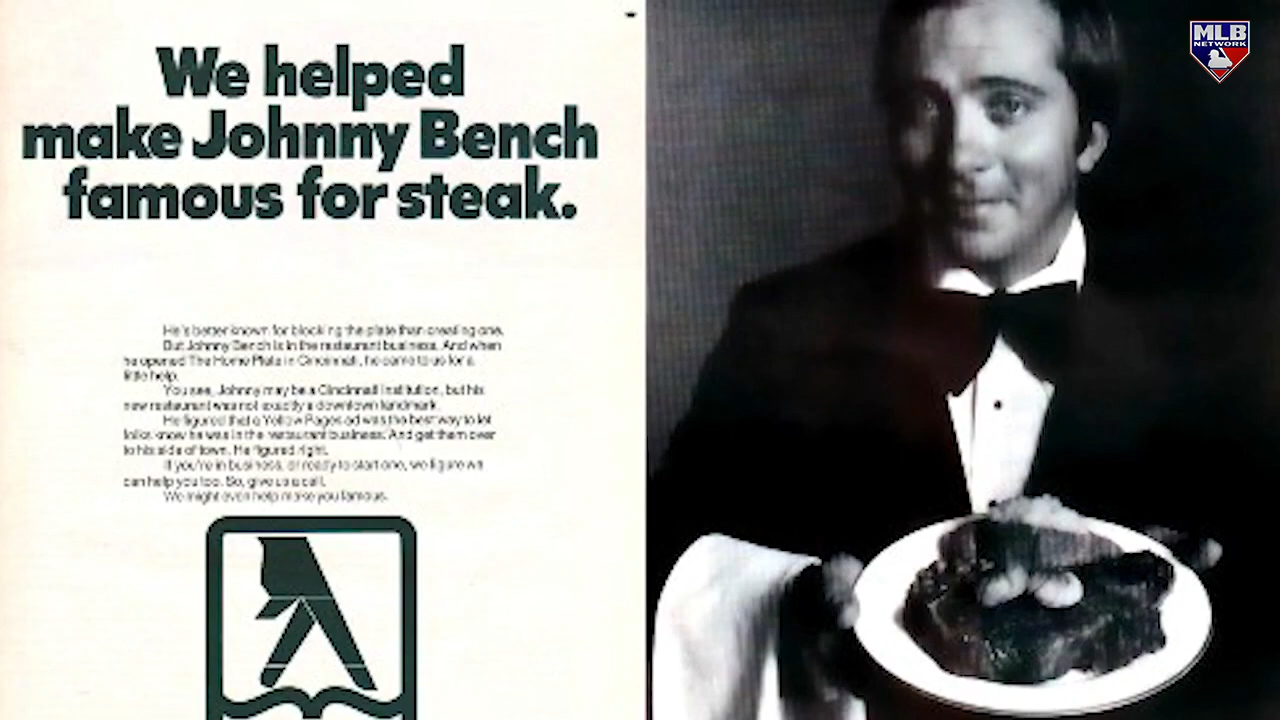 We helped
make Johnny Bench
famous for steak.
He's better known for blocking the plate than creating one.
But Johnny Bench is in the restaurant business. And when
he opened The Home Plate in Cincinnati, he came to us for a
little help.
You see, Johnny may be a Cincinnati institution, but his
new restaurant was not exactly a downtown landmark.
He figured that a Yellow Pages ad was the best way to let
folks know he was in the restaurant business. And get them over
to his side of town. He figured right.
If you're in business, or ready to start one, we figure we
can help you too. So, give us a call.
We might even help make you famous.
MLB
NETWORK